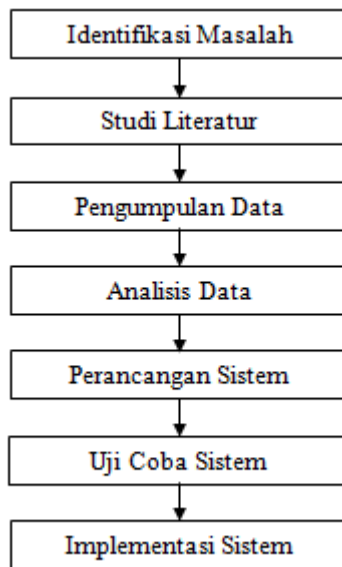 Identifikasi Masalah
Studi Literatur
Pengumpulan Data
Analisis Data
Perancangan Sistem
Uji Coba Sistem
Implementasi Sistem